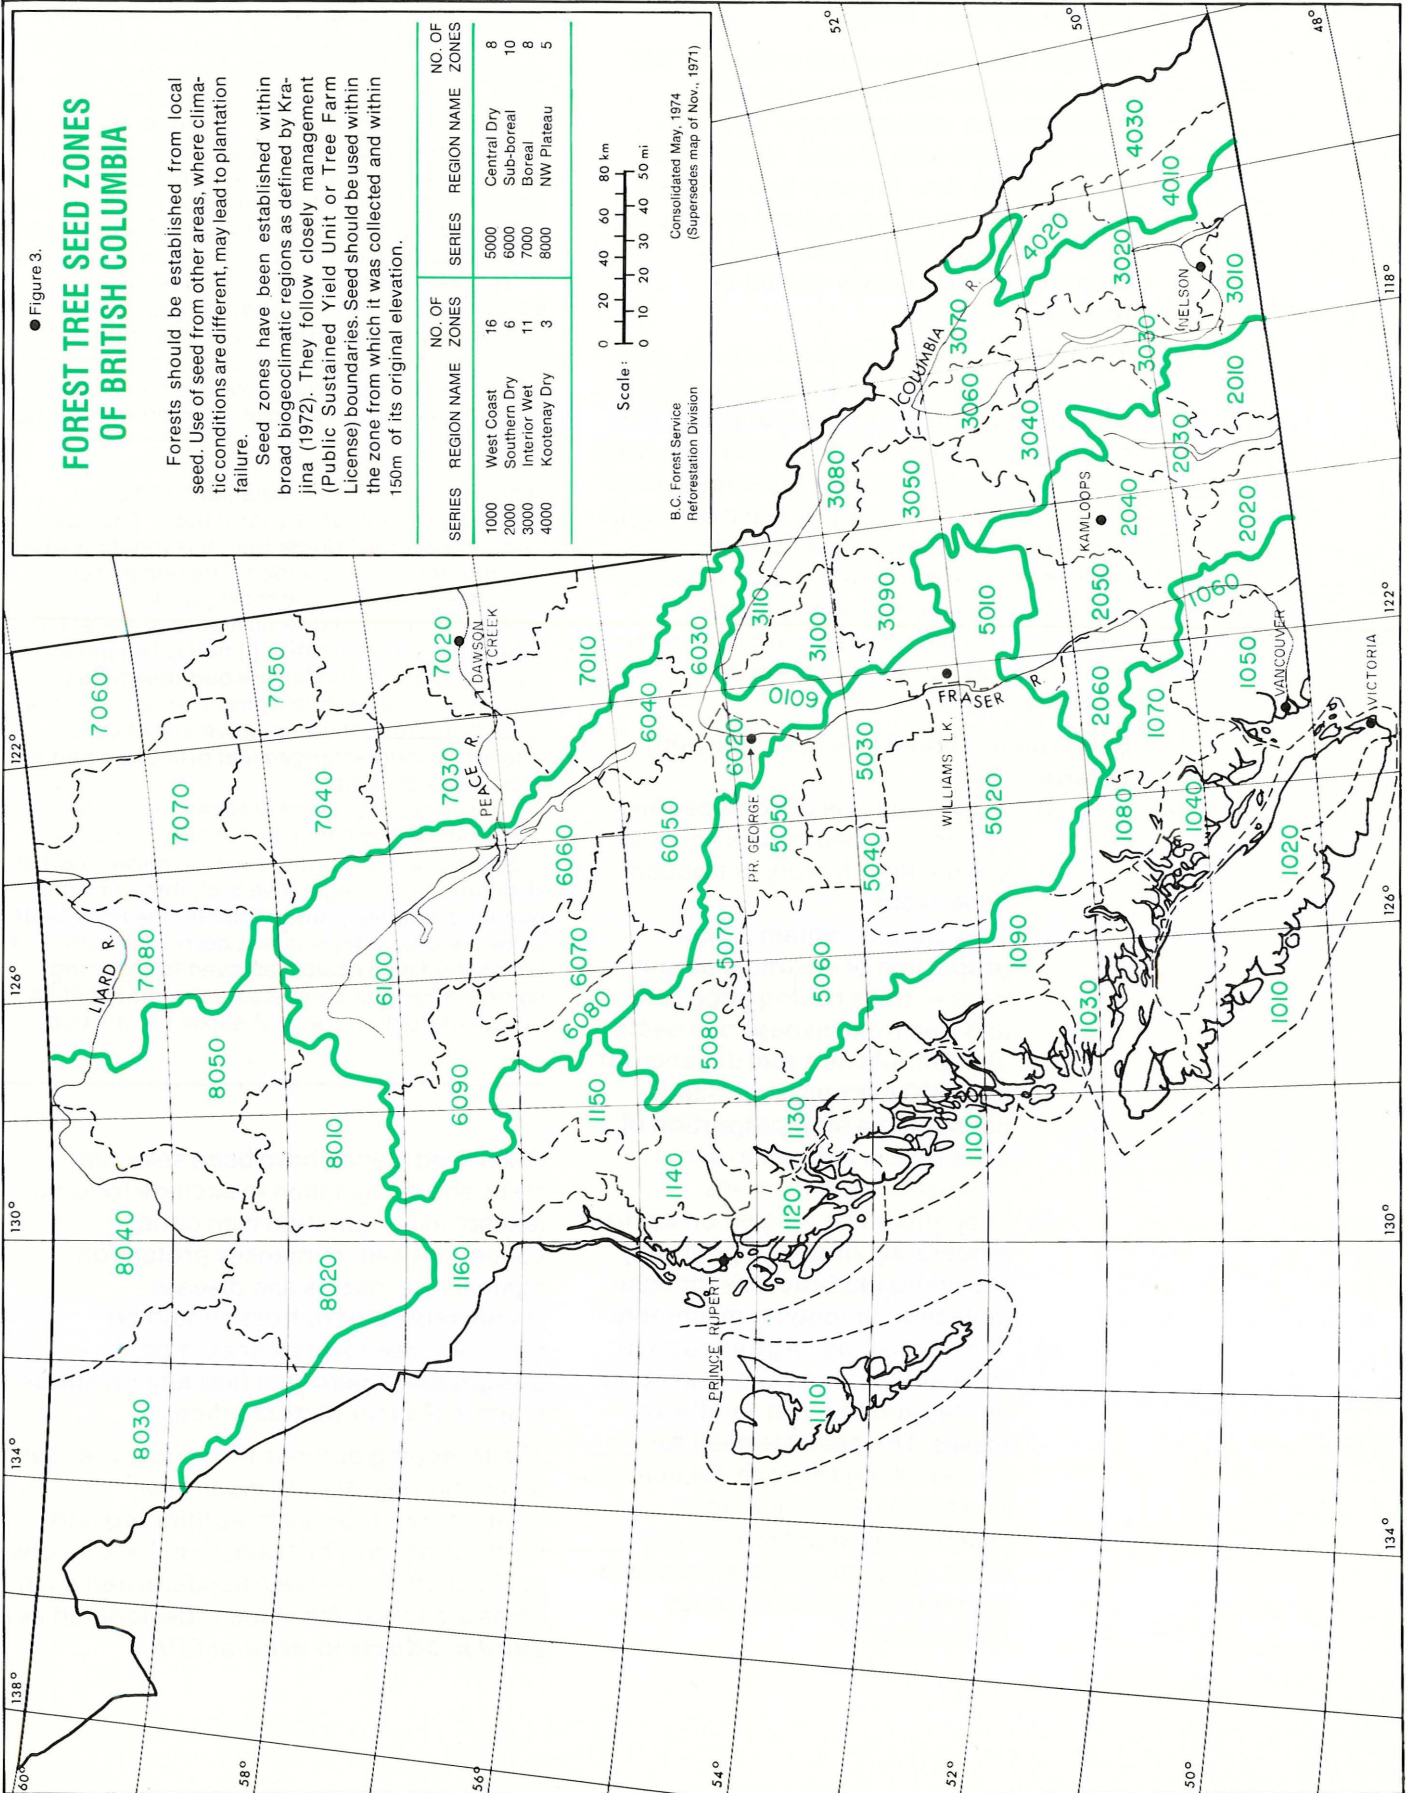 ● Figure 3.
FOREST TREE SEED ZONES
OF BRITISH COLUMBIA
Forests should be established from local
seed. Use of seed from other areas, where clima-
tic conditions are different, may lead to plantation
failure.
Seed zones have been established within
broad biogeoclimatic regions as defined by Kra-
jina (1972). They follow closely management
(Public Sustained Yield Unit or Tree Farm
License) boundaries. Seed should be used within
the zone from which it was collected and within
150m of its original elevation.
SERIES REGION NAME NO. OF ZONES SERIES REGION NAME NO. OF ZONES
1000 West Coast 16 5000 Central Dry 8
2000 Southern Dry 6 6000 Sub-boreal 10
3000 Interior Wet 11 7000 Boreal 8
4000 Kootenay Dry 3 8000 NW Plateau 5
Scale:
0 20 40 60 80 km
0 10 20 30 40 50 mi
B.C. Forest Service
Reforestation Division
Consolidated May, 1974
(Supersedes map of Nov., 1971)
138°
134°
130°
126°
122°
60°
58°
56°
54°
52°
50°
52°
50°
48°
134°
130°
126°
122°
118°
8030
8040
8050
8020
8010
7080
7070
7060
7050
7040
7030
7020
7010
LIARD R.
PEACE R.
DAWSON
CREEK
6100
6090
6080
6070
6060
6050
6040
6030
6020
6010
PR. GEORGE
1160
1150
1140
1130
1120
1110
1100
1090
1080
1070
1060
1050
1040
1030
1020
1010
PRINCE RUPERT
5080
5070
5060
5050
5040
5030
5020
5010
WILLIAMS LK.
FRASER R
3110
3100
3090
3080
3070
3060
3050
3040
3030
3020
3010
COLUMBIA R.
NELSON
4030
4020
4010
2060
2050
2040
2030
2020
2010
KAMLOOPS
VANCOUVER
VICTORIA